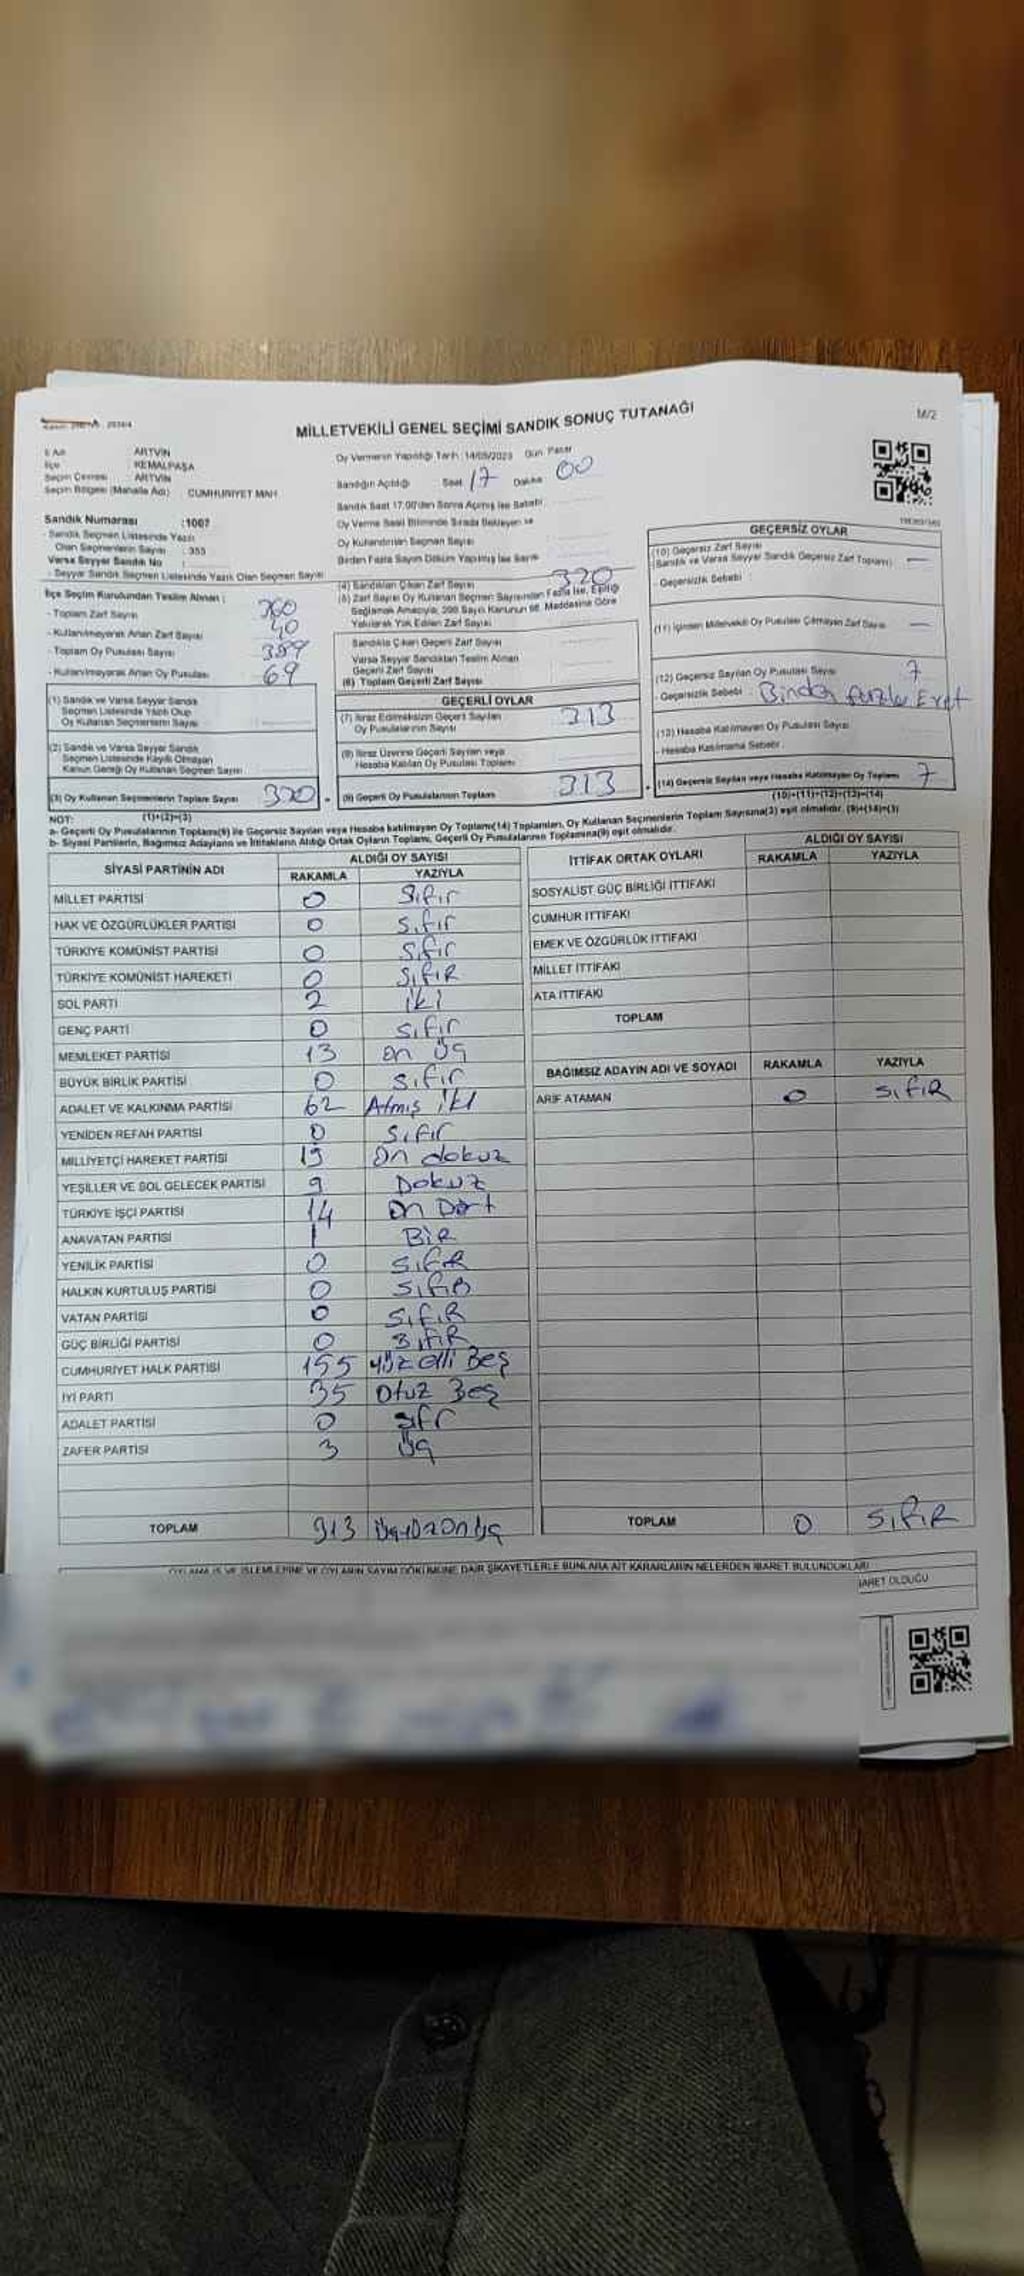 MİLLETVEKİLİ GENEL SEÇİMİ SANDIK SONUÇ TUTANAĞI
M/2
İl Adı ARTVİN
İlçe : KEMALPAŞA
Seçim Çevresi : ARTVİN
Seçim Bölgesi (Mahalle Adı) CUMHURİYET MAH.
Oy Vermenin Yapıldığı Tarih :14/05/2023 Gün: Pazar
Sandığın Açıldığı Saat 17 Dakika 00
Sandık Saat 17:00'den Sonra Açılmış İse Sebebi
Oy Verme Saati Bitiminde Sırada Bekleyen ve
Oy Kullandırılan Seçmen Sayısı
Birden Fazla Sayım Döküm Yapılmış İse Sayısı
Sandık Numarası :1007
- Sandık Seçmen Listesinde Yazılı
Olan Seçmenlerin Sayısı : 355
Varsa Seyyar Sandık No :
- Seyyar Sandık Seçmen Listesinde Yazılı Olan Seçmen Sayısı
İlçe Seçim Kurulundan Teslim Alınan :
- Toplam Zarf Sayısı 360
- Kullanılmayarak Artan Zarf Sayısı 40
- Toplam Oy Pusulası Sayısı 389
- Kullanılmayarak Artan Oy Pusulası 69
(1) Sandık ve Varsa Seyyar Sandık
Seçmen Listesinde Yazılı Olup
Oy Kullanan Seçmenlerin Sayısı
(2) Sandık ve Varsa Seyyar Sandık
Seçmen Listesinde Kayıtlı Olmayan
Kanun Gereği Oy Kullanan Seçmen Sayısı
(3) Oy Kullanan Seçmenlerin Toplam Sayısı 320
(1)+(2)=(3)
(4) Sandıktan Çıkan Zarf Sayısı 320
(5) Zarf Sayısı Oy Kullanan Seçmen Sayısından Fazla İse, Eşitliği
Sağlamak Amacıyla, 298 Sayılı Kanunun 98. Maddesine Göre
Yakılarak Yok Edilen Zarf Sayısı
Sandıkta Çıkan Geçerli Zarf Sayısı
Varsa Seyyar Sandıktan Teslim Alınan
Geçerli Zarf Sayısı
(6) Toplam Geçerli Zarf Sayısı
GEÇERLİ OYLAR
(7) İtiraz Edilmeksizin Geçerli Sayılan
Oy Pusulalarının Sayısı 313
(8) İtiraz Üzerine Geçerli Sayılan veya
Hesaba Katılan Oy Pusulası Toplamı
(9) Geçerli Oy Pusulalarının Toplamı 313
GEÇERSİZ OYLAR
(10) Geçersiz Zarf Sayısı
(Sandık ve Varsa Seyyar Sandık Geçersiz Zarf Toplamı) —
- Geçersizlik Sebebi :
(11) İçinden Milletvekili Oy Pusulası Çıkmayan Zarf Sayısı —
(12) Geçersiz Sayılan Oy Pusulası Sayısı 7
- Geçersizlik Sebebi : Birden fazla Evet
(13) Hesaba Katılmayan Oy Pusulası Sayısı
- Hesaba Katılmama Sebebi :
(14) Geçersiz Sayılan veya Hesaba Katılmayan Oy Toplamı 7
(10)+(11)+(12)+(13)=(14)
NOT:
a- Geçerli Oy Pusulalarının Toplamı(9) ile Geçersiz Sayılan veya Hesaba katılmayan Oy Toplamı(14) Toplamları, Oy Kullanan Seçmenlerin Toplam Sayısına(3) eşit olmalıdır. (9)+(14)=(3)
b- Siyasi Partilerin, Bağımsız Adayların ve İttifakların Aldığı Ortak Oyların Toplamı, Geçerli Oy Pusulalarının Toplamına(9) eşit olmalıdır.
SİYASİ PARTİNİN ADI ALDIĞI OY SAYISI
RAKAMLA YAZIYLA
MİLLET PARTİSİ 0 Sıfır
HAK VE ÖZGÜRLÜKLER PARTİSİ 0 Sıfır
TÜRKİYE KOMÜNİST PARTİSİ 0 Sıfır
TÜRKİYE KOMÜNİST HAREKETİ 0 SıfıR
SOL PARTİ 2 iki
GENÇ PARTİ 0 Sıfır
MEMLEKET PARTİSİ 13 on üç
BÜYÜK BİRLİK PARTİSİ 0 Sıfır
ADALET VE KALKINMA PARTİSİ 62 Atmış iki
YENİDEN REFAH PARTİSİ 0 Sıfır
MİLLİYETÇİ HAREKET PARTİSİ 19 On dokuz
YEŞİLLER VE SOL GELECEK PARTİSİ 9 Dokuz
TÜRKİYE İŞÇİ PARTİSİ 14 On Dört
ANAVATAN PARTİSİ 1 BiR
YENİLİK PARTİSİ 0 SıfıR
HALKIN KURTULUŞ PARTİSİ 0 SıfıR
VATAN PARTİSİ 0 SıfıR
GÜÇ BİRLİĞİ PARTİSİ 0 SıfıR
CUMHURİYET HALK PARTİSİ 155 yüz elli Beş
İYİ PARTİ 35 Otuz Beş
ADALET PARTİSİ 0 sıfır
ZAFER PARTİSİ 3 üç
TOPLAM 313 Üçyüzonüç
İTTİFAK ORTAK OYLARI ALDIĞI OY SAYISI
RAKAMLA YAZIYLA
SOSYALİST GÜÇ BİRLİĞİ İTTİFAKI
CUMHUR İTTİFAKI
EMEK VE ÖZGÜRLÜK İTTİFAKI
MİLLET İTTİFAKI
ATA İTTİFAKI
TOPLAM
BAĞIMSIZ ADAYIN ADI VE SOYADI RAKAMLA YAZIYLA
ARİF ATAMAN 0 SıfıR
TOPLAM 0 SıfıR
OYLAMA İŞ VE İŞLEMLERİNE VE OYLARIN SAYIM DÖKÜMÜNE DAİR ŞİKAYETLERLE BUNLARA AİT KARARLARIN NELERDEN İBARET BULUNDUKLARI
İBARET OLDUĞU